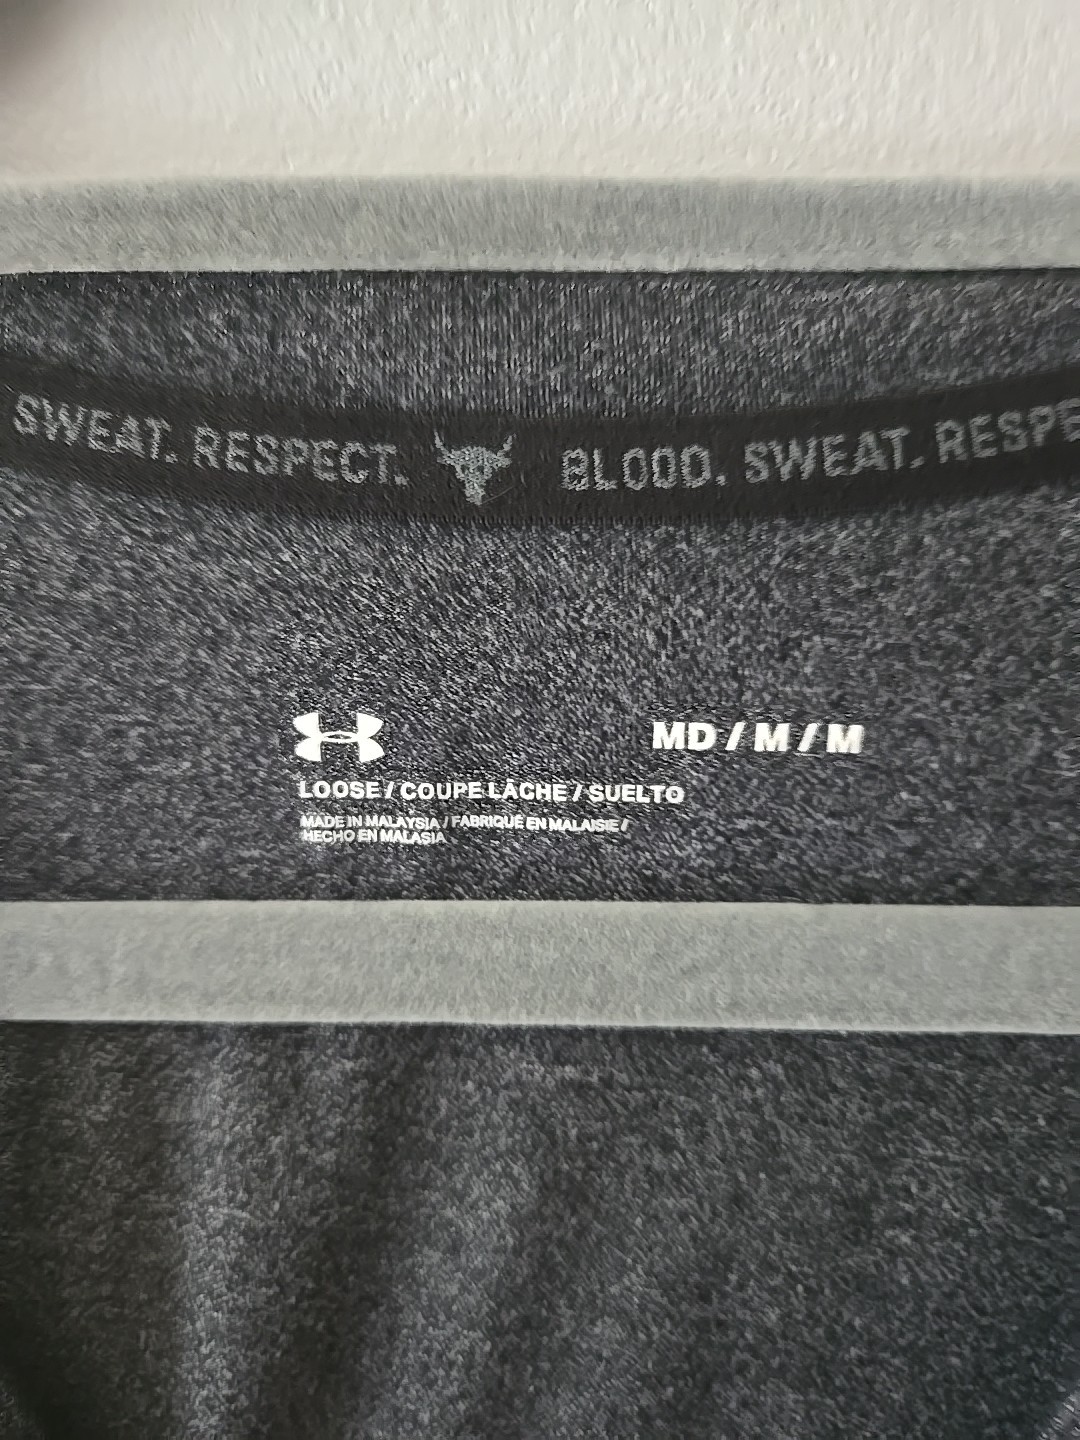 SWEAT. RESPECT. BLOOD. SWEAT. RESPE
MD / M / M
LOOSE / COUPE LÂCHE / SUELTO
MADE IN MALAYSIA / FABRIQUÉ EN MALAISIE /
HECHO EN MALASIA